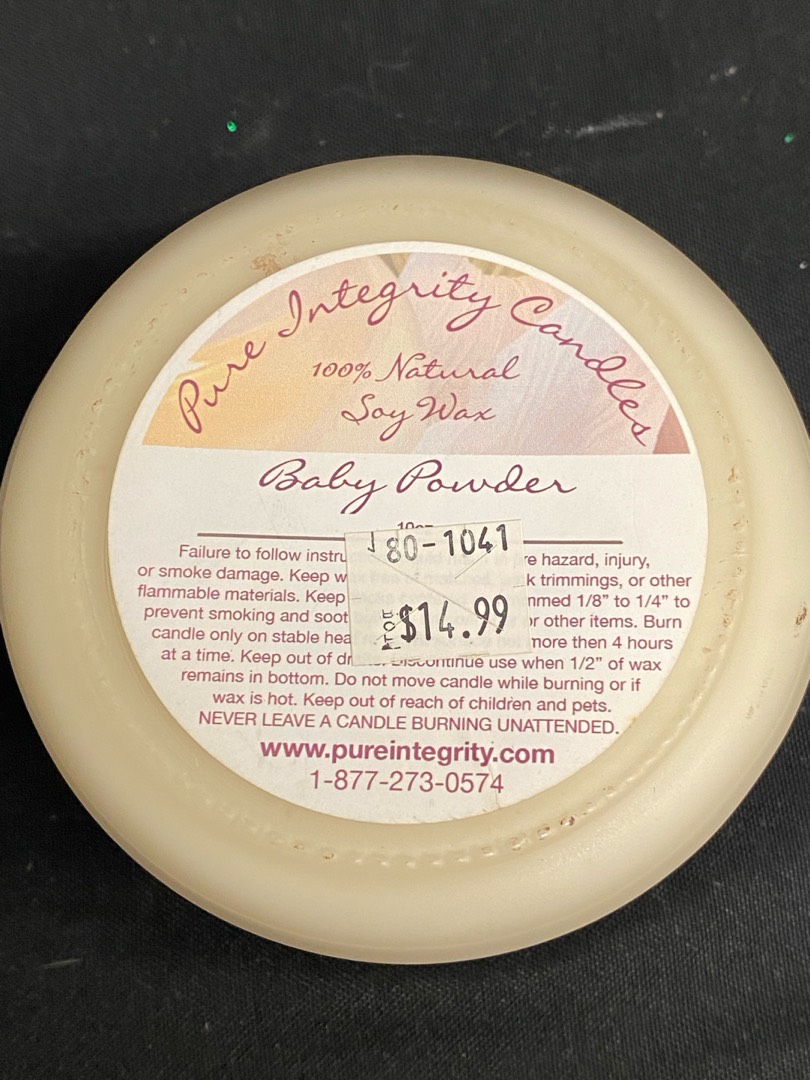 Pure Integrity Candles
100% Natural
Soy Wax
Baby Powder
80-1041
$14.99
Failure to follow hazard, injury,
or smoke damage. Keep trimmings, or other
flammable materials. Keep 1/8" to 1/4" to
prevent smoking and soot or other items. Burn
candle only on stable more then 4 hours
at a time. Keep out of Discontinue use when 1/2" of wax
remains in bottom. Do not move candle while burning or if
wax is hot. Keep out of reach of children and pets.
NEVER LEAVE A CANDLE BURNING UNATTENDED.
www.pureintegrity.com
1-877-273-0574